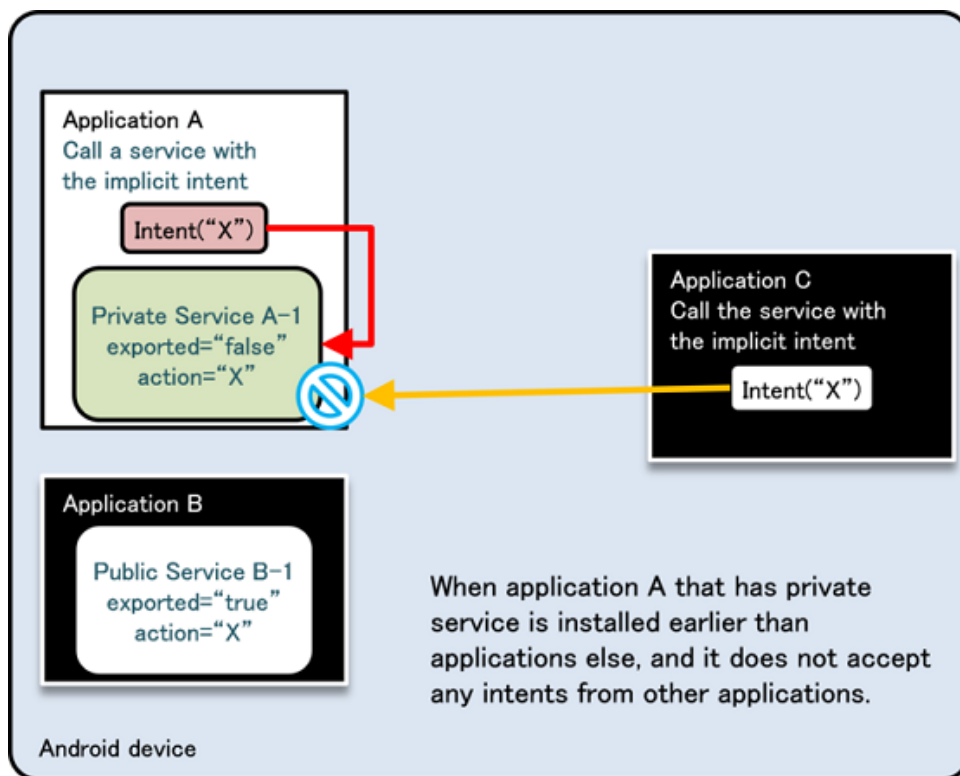 Application A
Call a service with
the implicit intent
Intent(“X”)
Private Service A-1
exported=“false”
action=“X”
Application C
Call the service with
the implicit intent
Intent(“X”)
Application B
Public Service B-1
exported=“true”
action=“X”
When application A that has private
service is installed earlier than
applications else, and it does not accept
any intents from other applications.
Android device